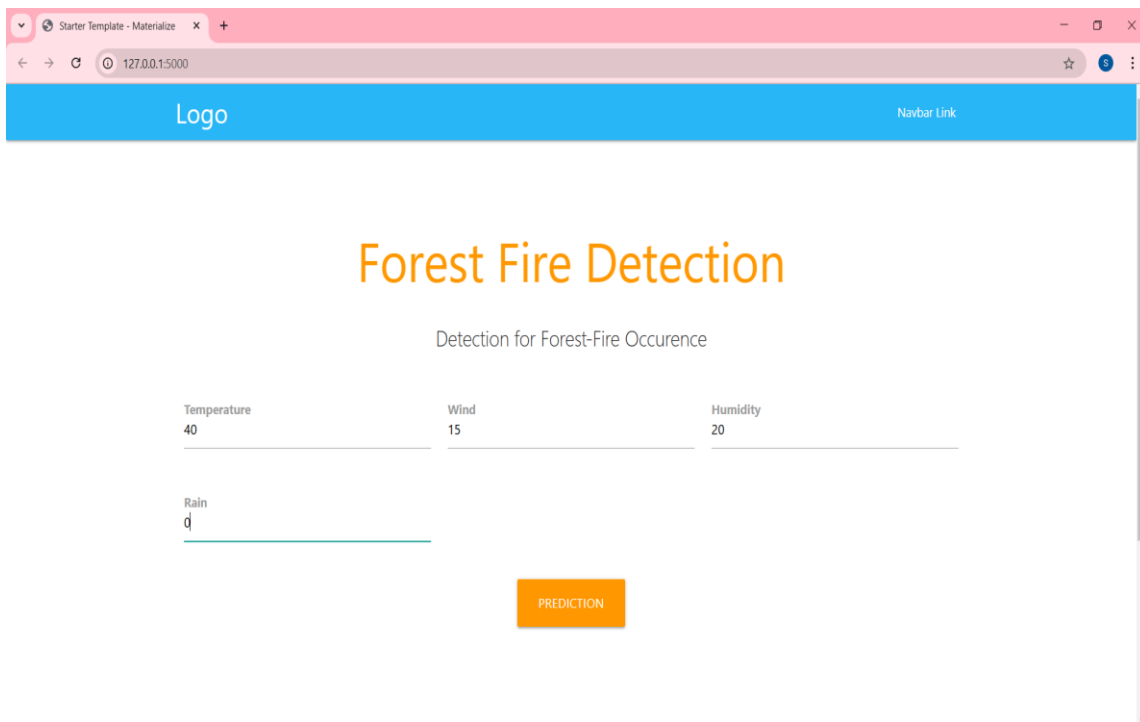 Starter Template - Materialize
127.0.0.1:5000
S
Logo
Navbar Link
Forest Fire Detection
Detection for Forest-Fire Occurence
Temperature Wind Humidity
40 15 20
Rain
0
PREDICTION